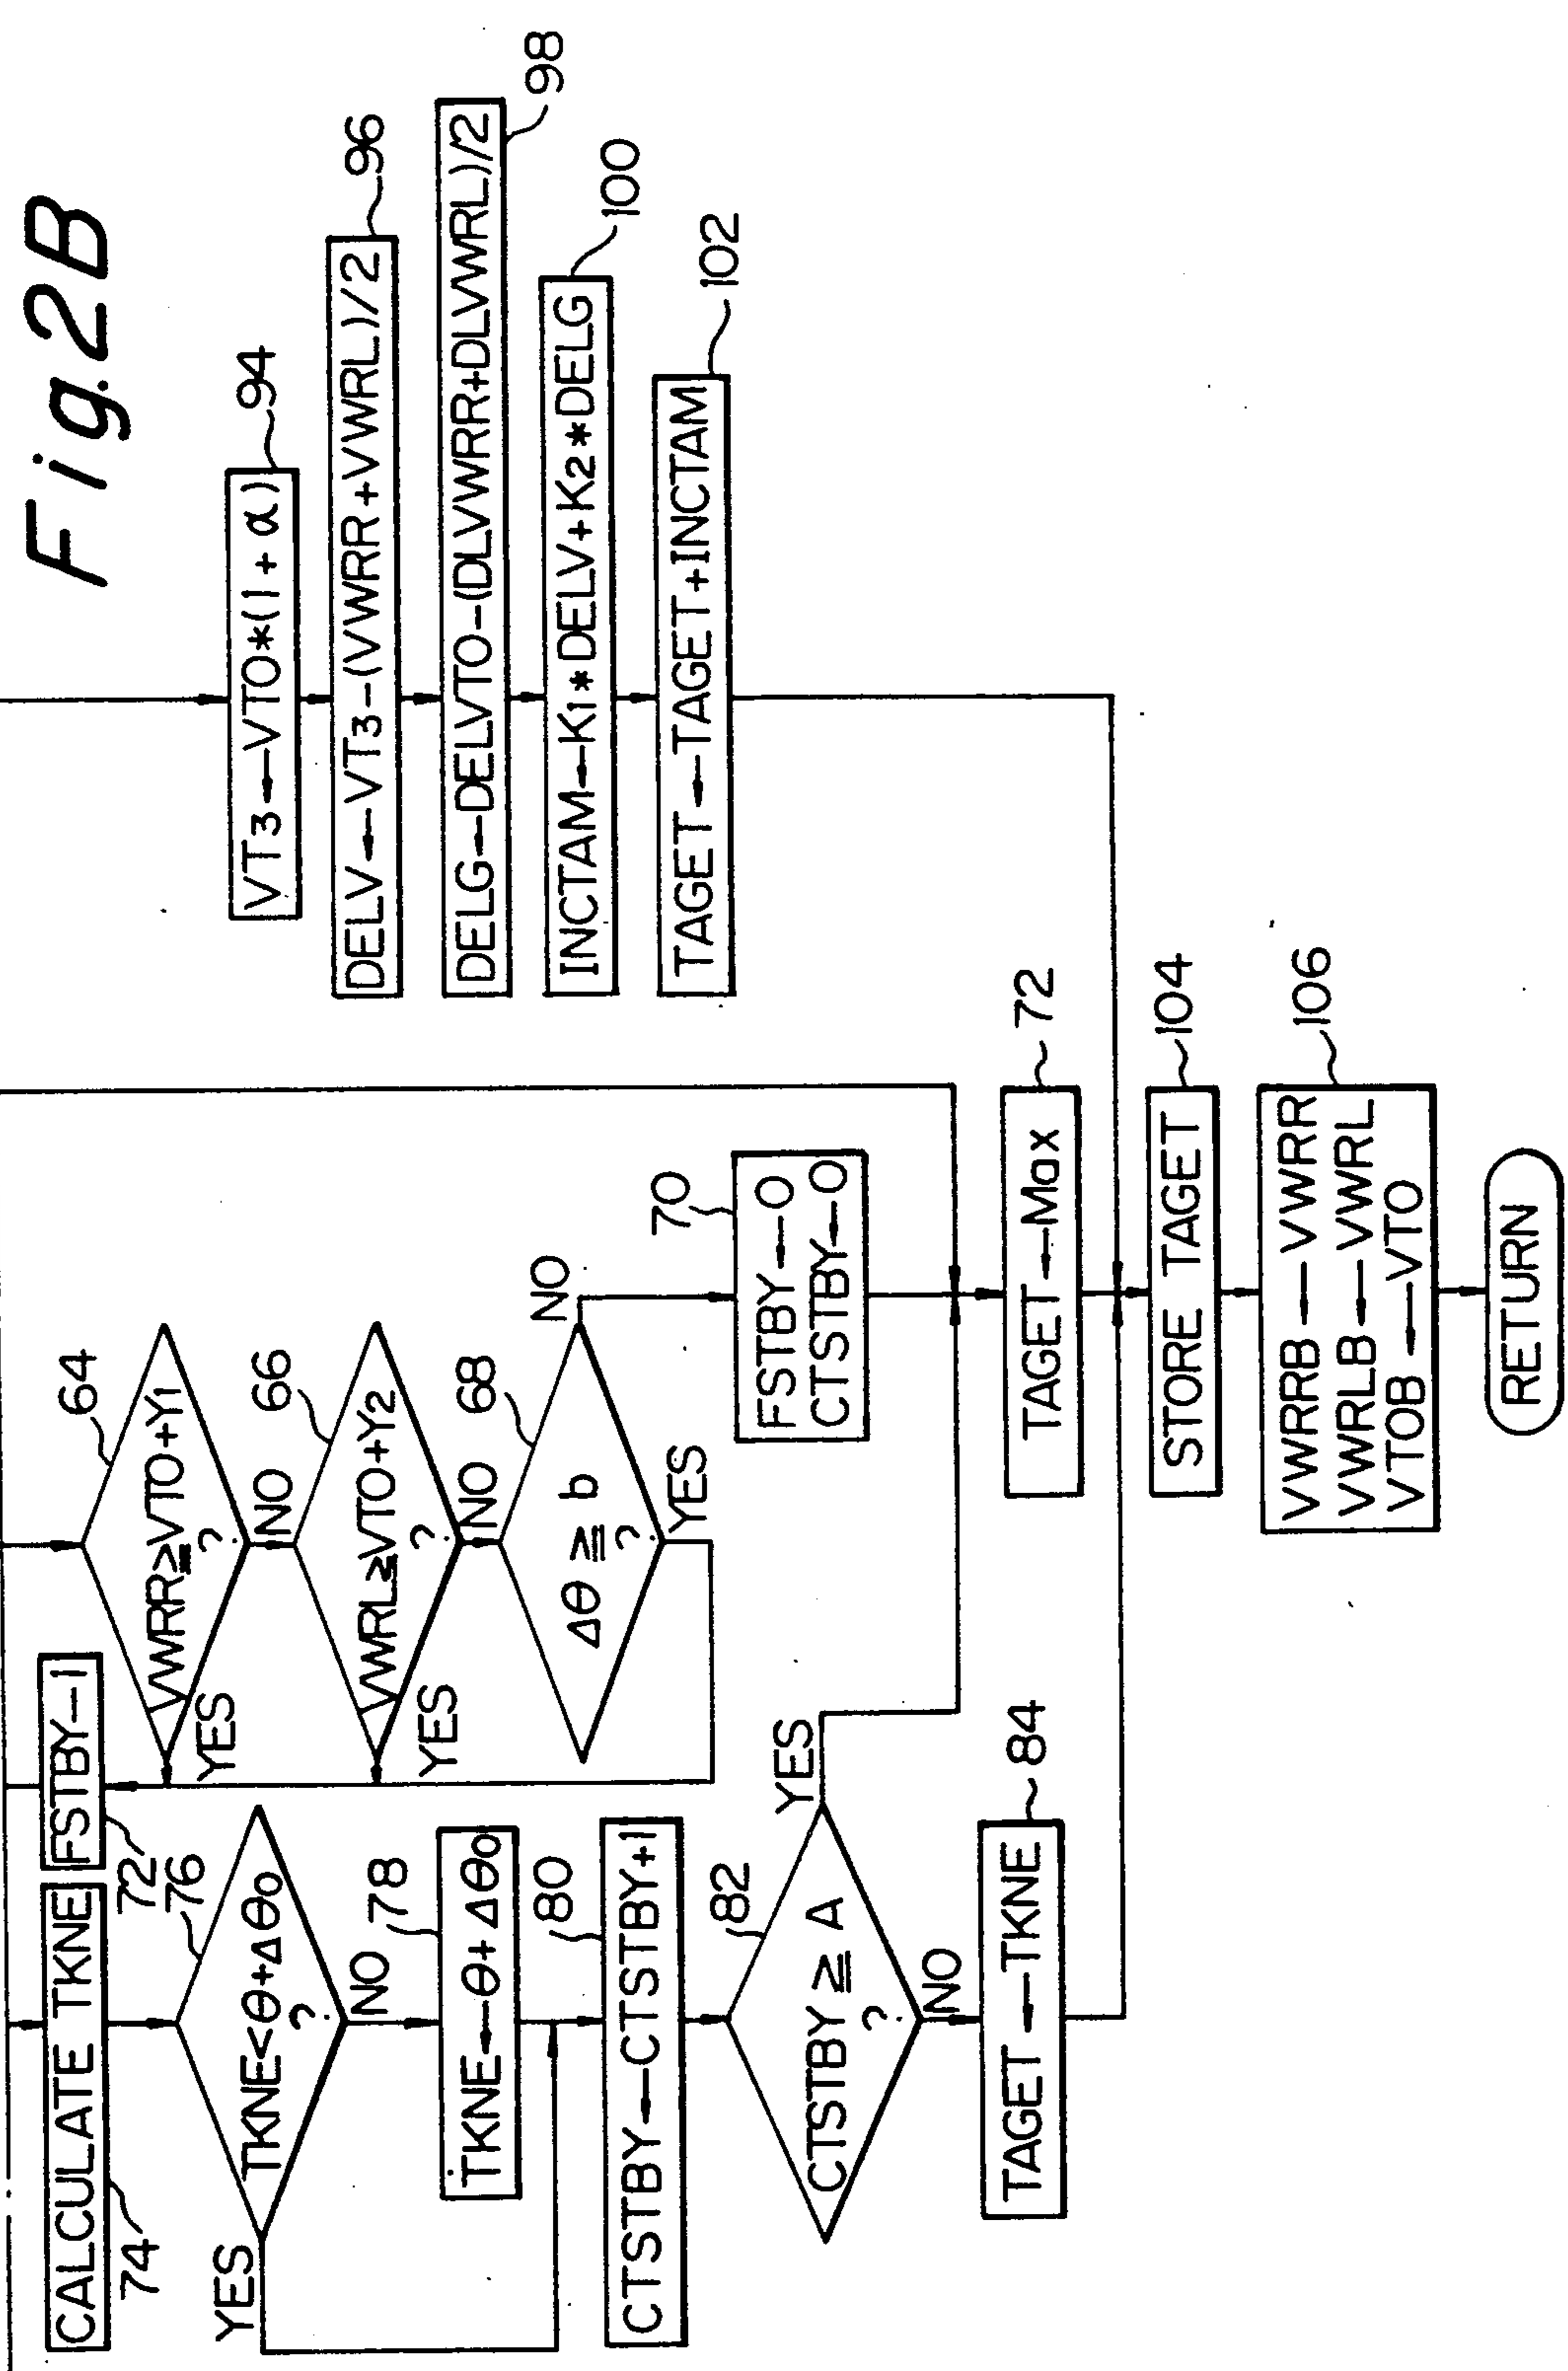 Fig. 2B
CALCULATE TKNE
74
FSTBY←1
72
TKNE<θ+Δθ0
?
76
YES
NO
TKNE←θ+Δθ0
78
CTSTBY←CTSTBY+1
80
CTSTBY ≧ A
?
82
YES
NO
TAGET←TKNE
84
VWRR≧VTO+Y1
?
64
YES
NO
VWRL≧VTO+Y2
?
66
YES
NO
Δθ ≧ b
?
68
NO
YES
FSTBY←0
CTSTBY←0
70
TAGET←Max
72
STORE TAGET
104
VWRRB←VWRR
VWRLB←VWRL
VTOB←VTO
106
RETURN
VT3←VTO*(1+α)
94
DELV←VT3-(VWRR+VWRL)/2
96
DELG←DELVTO-(DLVWRR+DLVWRL)/2
98
INCTAM←K1*DELV+K2*DELG
100
TAGET←TAGET+INCTAM
102